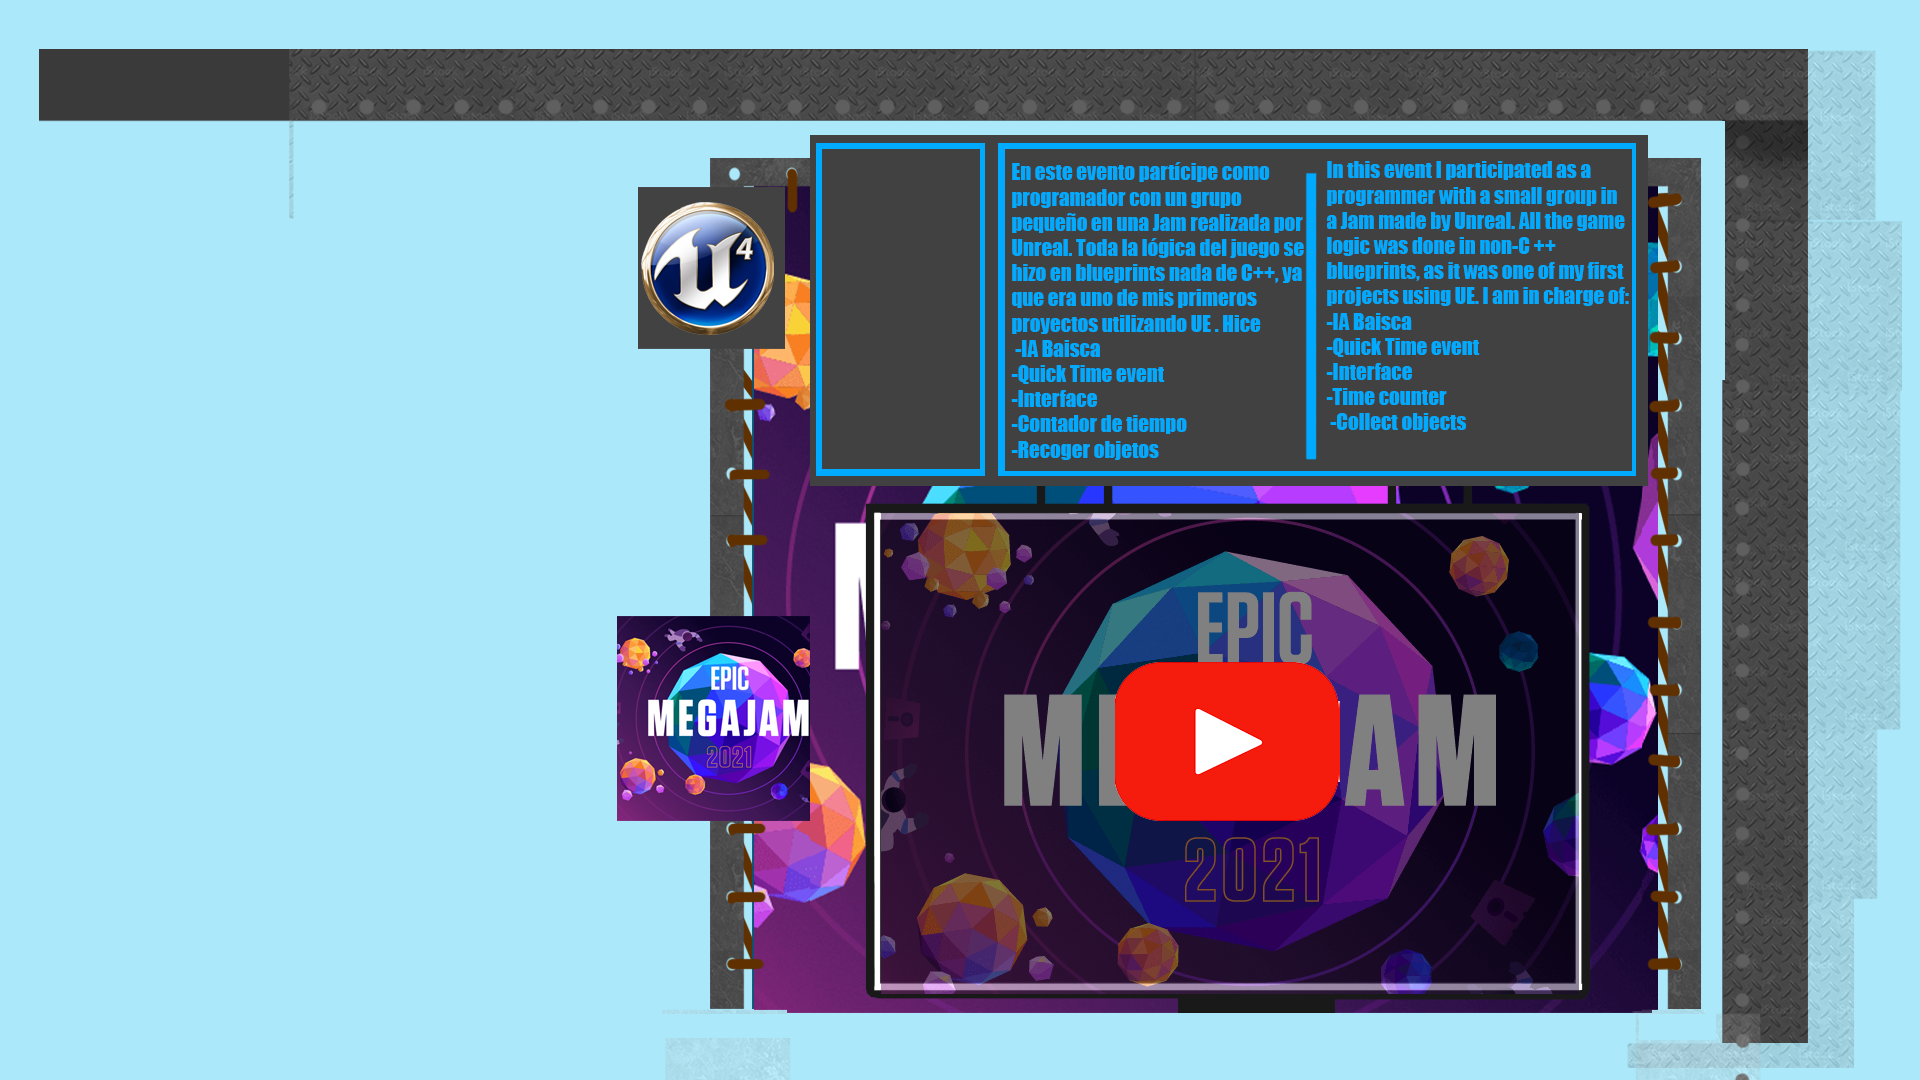 En este evento partícipe como
programador con un grupo
pequeño en una Jam realizada por
Unreal. Toda la lógica del juego se
hizo en blueprints nada de C++, ya
que era uno de mis primeros
proyectos utilizando UE . Hice
-IA Baisca
-Quick Time event
-Interface
-Contador de tiempo
-Recoger objetos
In this event I participated as a
programmer with a small group in
a Jam made by Unreal. All the game
logic was done in non-C ++
blueprints, as it was one of my first
projects using UE. I am in charge of:
-IA Baisca
-Quick Time event
-Interface
-Time counter
-Collect objects
U 4
EPIC
MEGAJAM
2021
EPIC
M AM
2021